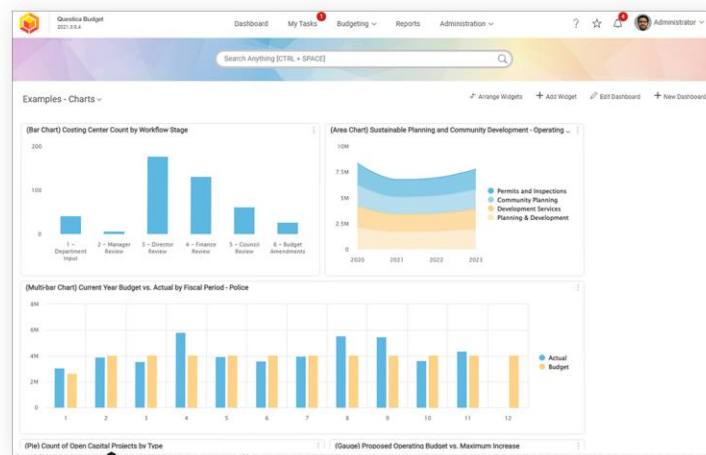 Questica Budget
2021.3.0.4
Dashboard
My Tasks
1
Budgeting
Reports
Administration
?
4
Administrator
Search Anything [CTRL + SPACE]
Examples - Charts
Arrange Widgets
Add Widget
Edit Dashboard
New Dashboard
(Bar Chart) Costing Center Count by Workflow Stage
200
100
0
1 - Department Input
2 - Manager Review
3 - Director Review
4 - Finance Review
5 - Council Review
6 - Budget Amendments
(Area Chart) Sustainable Planning and Community Development - Operating ...
10M
7.5M
5M
2.5M
0
2020 2021 2022 2023
Permits and Inspections
Community Planning
Development Services
Planning & Development
(Multi-bar Chart) Current Year Budget vs. Actual by Fiscal Period - Police
8M
6M
4M
2M
0
1 2 3 4 5 6 7 8 9 10 11 12
Actual
Budget
(Pie) Count of Open Capital Projects by Type
(Gauge) Proposed Operating Budget vs. Maximum Increase